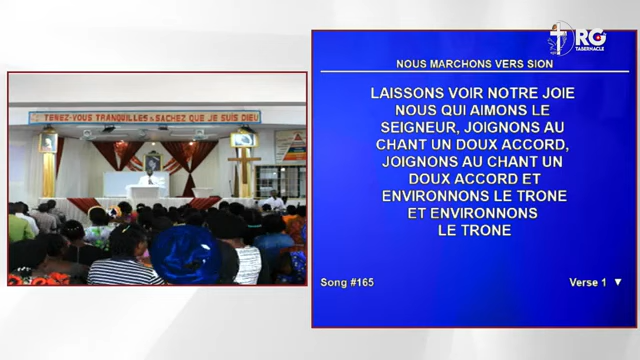 RG
TABERNACLE
NOUS MARCHONS VERS SION
LAISSONS VOIR NOTRE JOIE
NOUS QUI AIMONS LE
SEIGNEUR, JOIGNONS AU
CHANT UN DOUX ACCORD,
JOIGNONS AU CHANT UN
DOUX ACCORD ET
ENVIRONNONS LE TRONE
ET ENVIRONNONS
LE TRONE
Song #165
Verse 1 ▼
TENEZ-VOUS TRANQUILLES & SACHEZ QUE JE SUIS DIEU